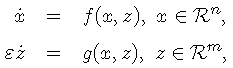 ẋ = f(x, z), x ∈ ℛⁿ,
εż = g(x, z), z ∈ ℛᵐ,